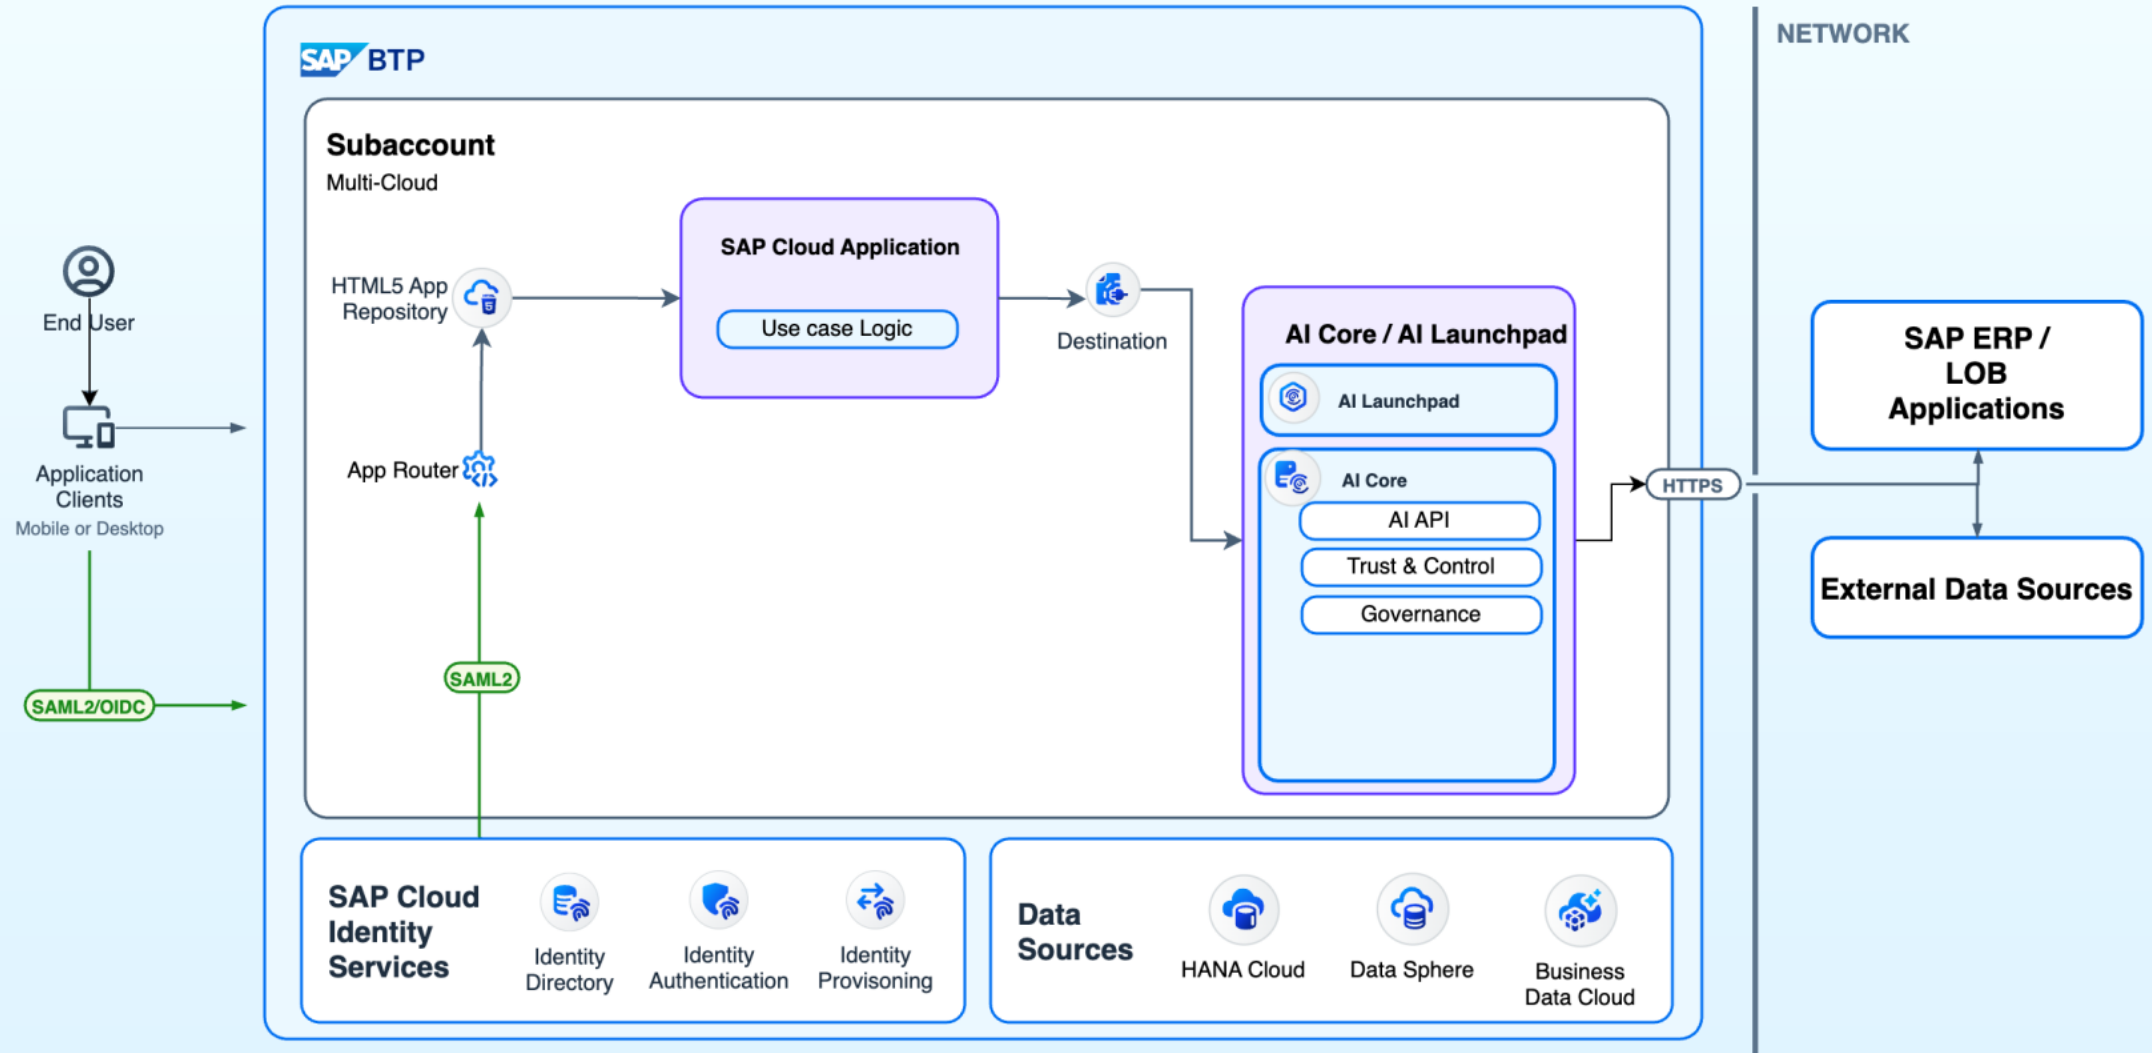 SAP BTP
NETWORK
Subaccount
Multi-Cloud
End User
Application
Clients
Mobile or Desktop
SAML2/OIDC
HTML5 App
Repository
App Router
SAML2
SAP Cloud Application
Use case Logic
Destination
AI Core / AI Launchpad
AI Launchpad
AI Core
AI API
Trust & Control
Governance
HTTPS
SAP ERP /
LOB
Applications
External Data Sources
SAP Cloud
Identity
Services
Identity
Directory
Identity
Authentication
Identity
Provisoning
Data
Sources
HANA Cloud
Data Sphere
Business
Data Cloud